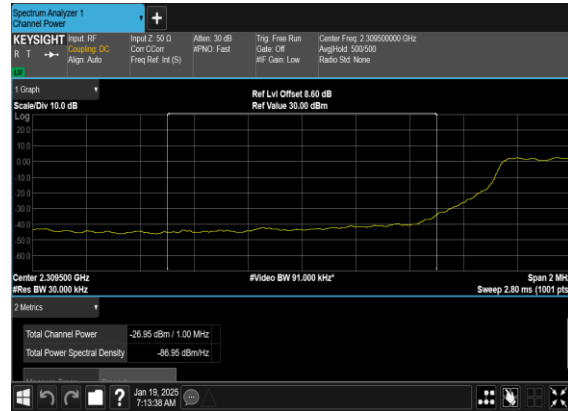 Spectrum Analyzer 1
Channel Power
KEYSIGHT
Input: RF
Coupling: DC
Align: Auto
Input Z: 50 Ω
Corr CCorr
Freq Ref: Int (S)
Atten: 30 dB
#PNO: Fast
Trig: Free Run
Gate: Off
#IF Gain: Low
Center Freq: 2.309500000 GHz
Avg|Hold: 500/500
Radio Std: None
R T
1 Graph
Scale/Div 10.0 dB
Ref Lvl Offset 8.60 dB
Ref Value 30.00 dBm
Log
20.0
10.0
0.00
-10.0
-20.0
-30.0
-40.0
-50.0
-60.0
Center 2.309500 GHz
#Res BW 30.000 kHz
#Video BW 91.000 kHz*
Span 2 MHz
Sweep 2.80 ms (1001 pts
2 Metrics
Total Channel Power
-26.95 dBm / 1.00 MHz
Total Power Spectral Density
-86.95 dBm/Hz
Jan 19, 2025
7:13:38 AM